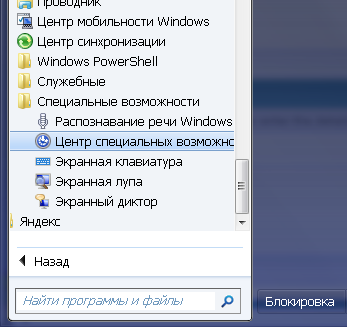 Проводник
Центр мобильности Windows
Центр синхронизации
Windows PowerShell
Служебные
Специальные возможности
Распознавание речи Windows
Центр специальных возможнс
Экранная клавиатура
Экранная лупа
Экранный диктор
Яндекс
Назад
Найти программы и файлы
Блокировка